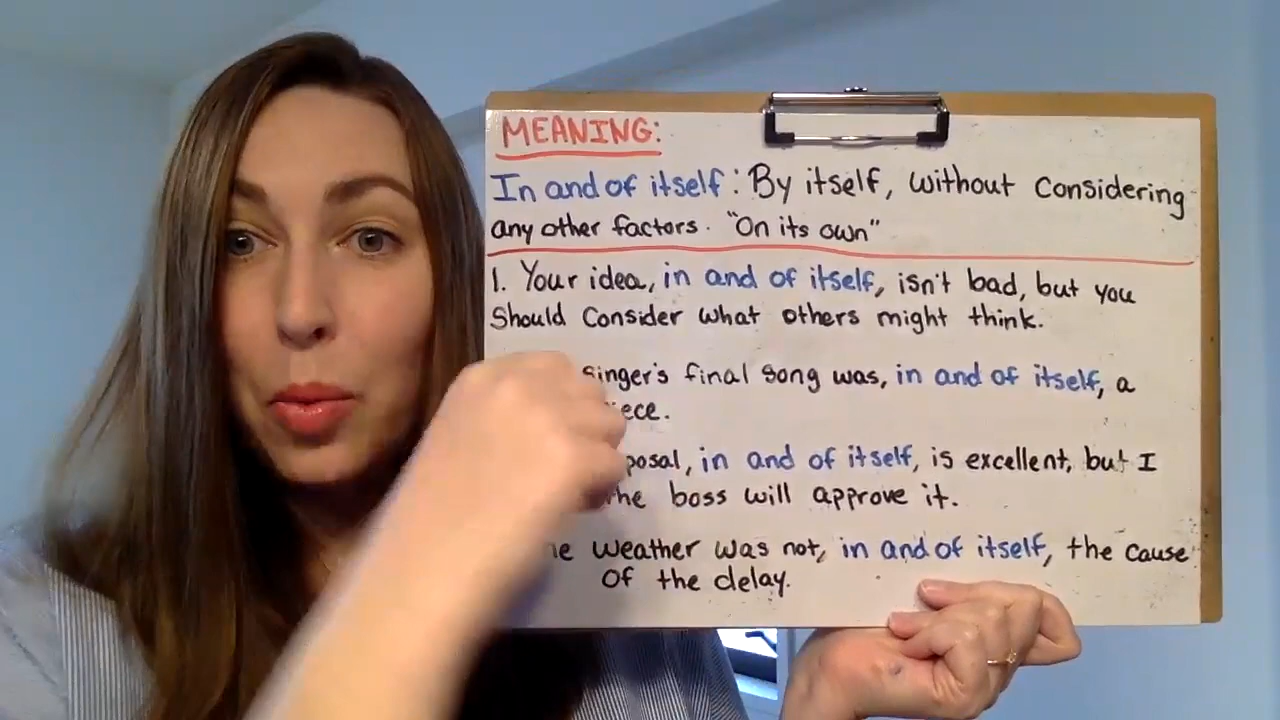 MEANING:
In and of itself: By itself, without considering
any other factors. "On its own"
1. Your idea, in and of itself, isn't bad, but you
should consider what others might think.
singer's final song was, in and of itself, a
iece.
posal, in and of itself, is excellent, but I
the boss will approve it.
he weather was not, in and of itself, the cause
of the delay.